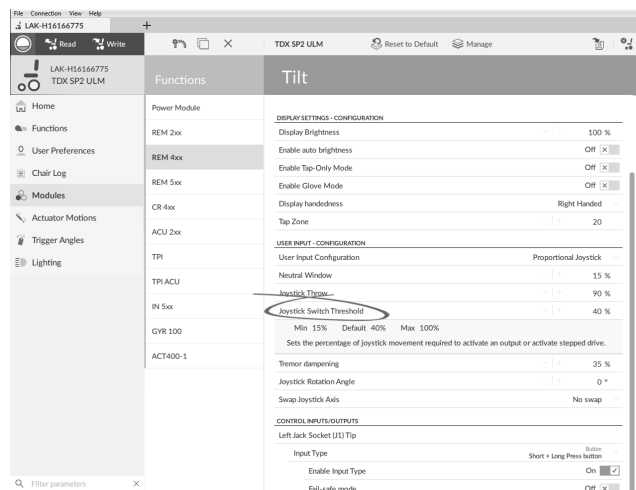 File Connection View Help
LAK-H16166775 +
Read Write TDX SP2 ULM Reset to Default Manage
LAK-H16166775
TDX SP2 ULM
Functions
Tilt
Home
Functions
User Preferences
Chair Log
Modules
Actuator Motions
Trigger Angles
Lighting
Filter parameters
Power Module
REM 2xx
REM 4xx
REM 5xx
CR 4xx
ACU 2xx
TPI
TPI ACU
IN 5xx
GYR 100
ACT400-1
DISPLAY SETTINGS - CONFIGURATION
Display Brightness 100 %
Enable auto brightness Off
Enable Tap-Only Mode Off
Enable Glove Mode Off
Display handedness Right Handed
Tap Zone 20
USER INPUT - CONFIGURATION
User Input Configuration Proportional Joystick
Neutral Window 15 %
Joystick Throw 90 %
Joystick Switch Threshold 40 %
Min 15% Default 40% Max 100%
Sets the percentage of joystick movement required to activate an output or activate stepped drive.
Tremor dampening 35 %
Joystick Rotation Angle 0 °
Swap Joystick Axis No swap
CONTROL INPUTS/OUTPUTS
Left Jack Socket (J1) Tip
Button
Input Type Short + Long Press button
Enable Input Type On
Fail-safe mode Off